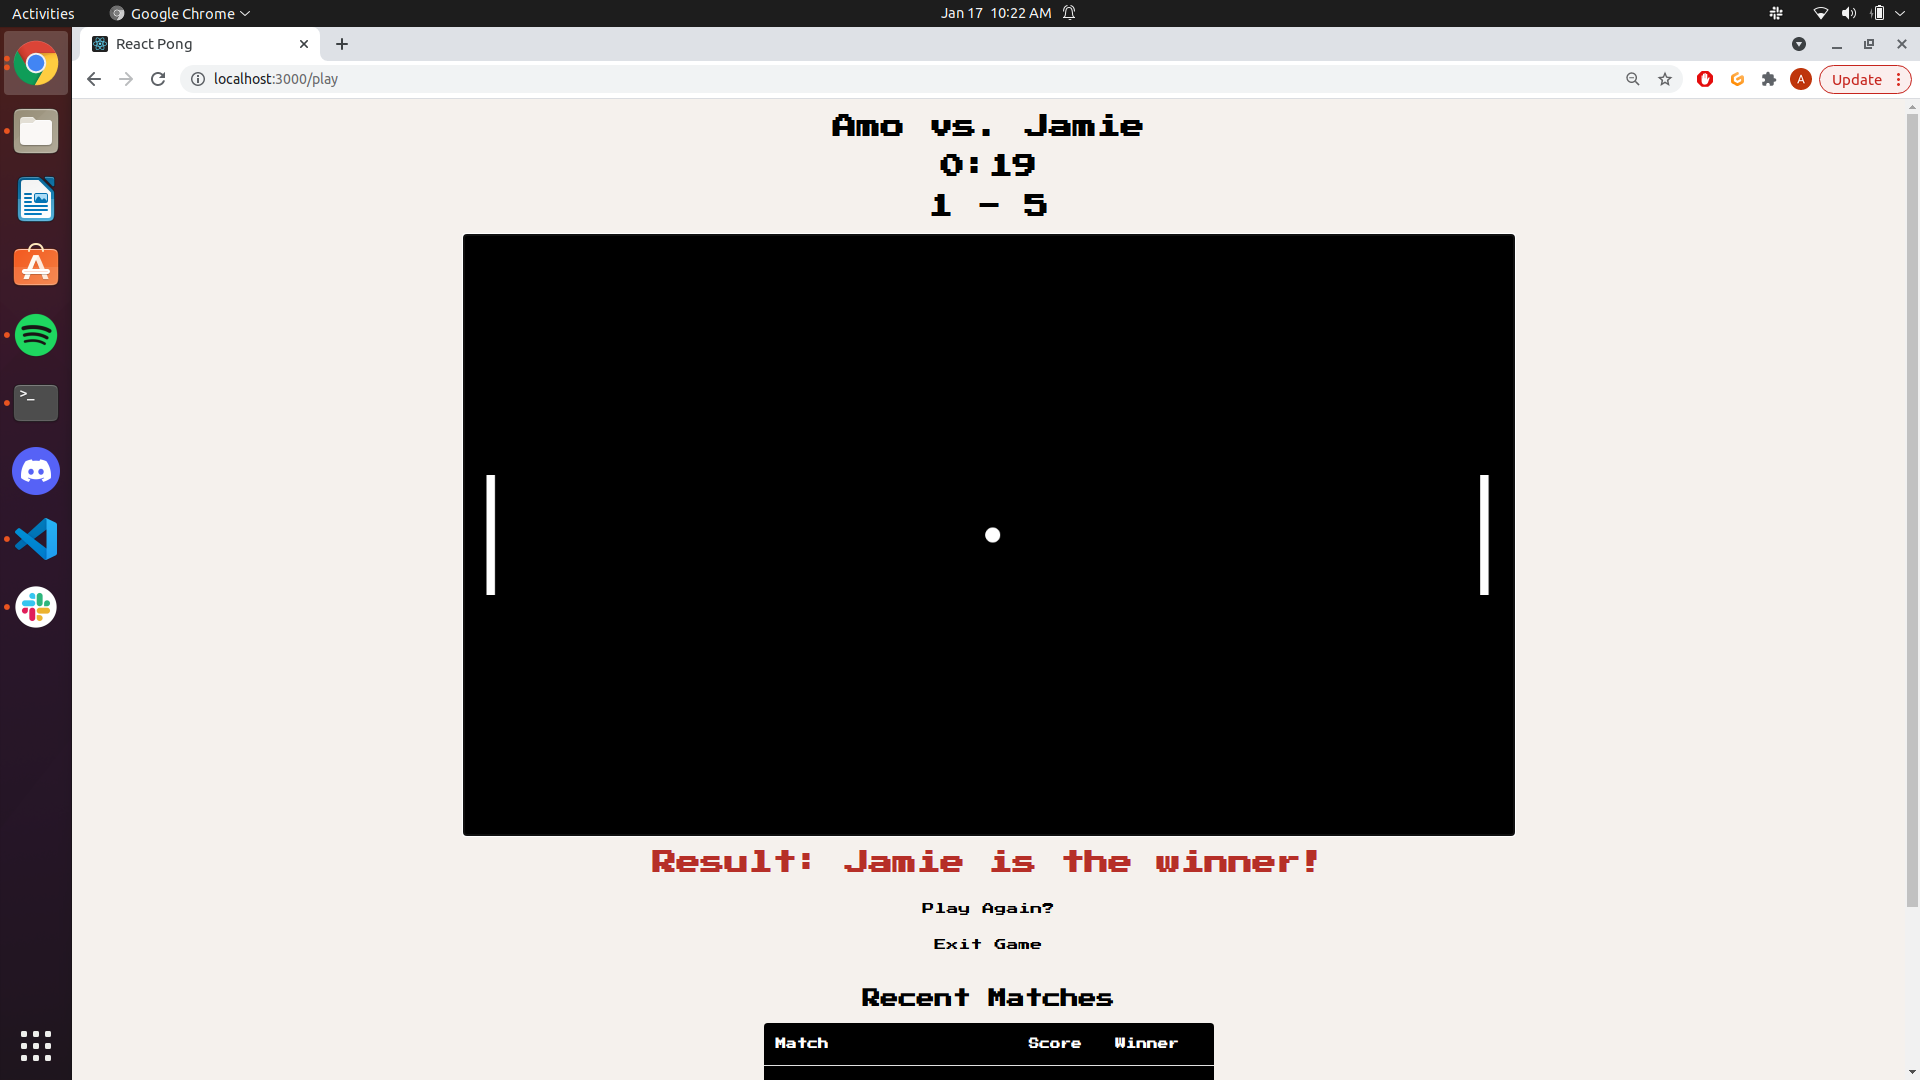 Activities
Google Chrome
Jan 17 10:22 AM
React Pong
localhost:3000/play
A
Update
Amo vs. Jamie
0:19
1 - 5
>_
Result: Jamie is the winner!
Play Again?
Exit Game
Recent Matches
Match Score Winner